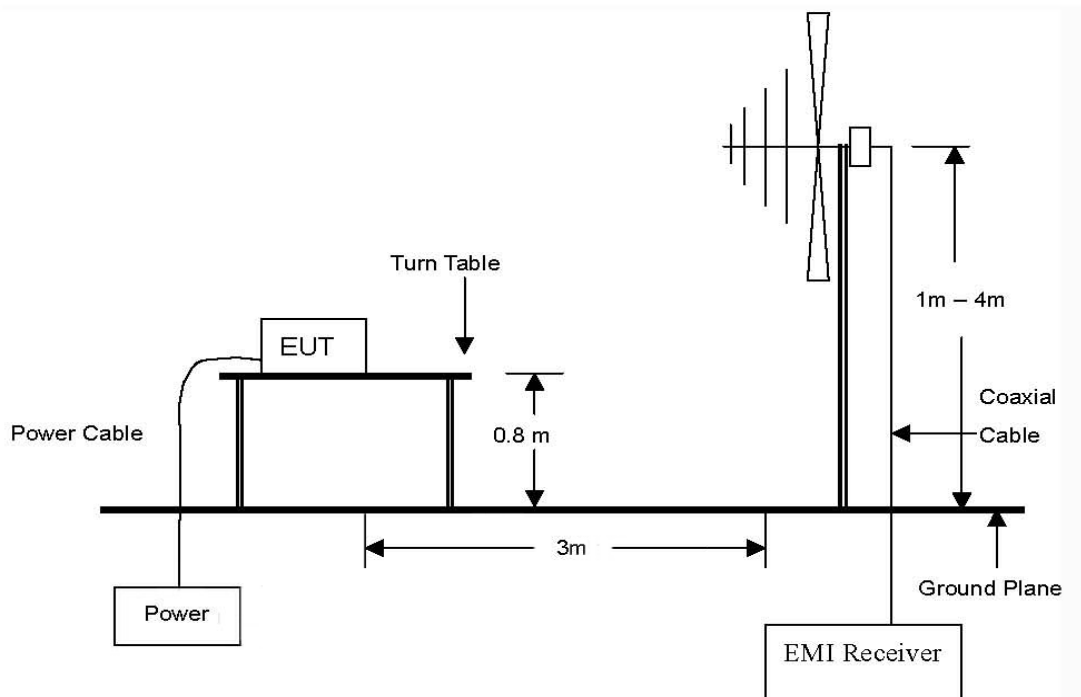 Turn Table
1m – 4m
EUT
Coaxial
Cable
Power Cable
0.8 m
3m
Ground Plane
Power
EMI Receiver